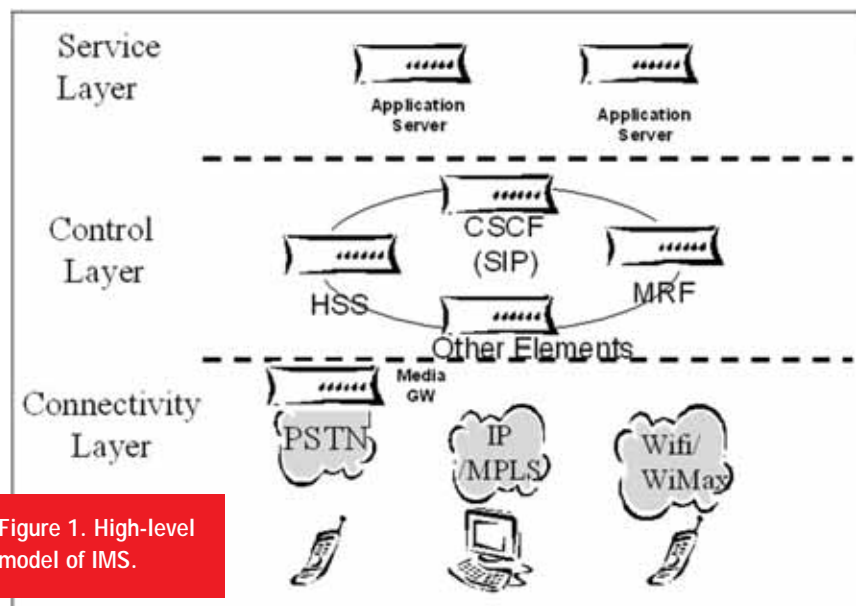 Service
Layer
Application
Server
Application
Server
Control
Layer
CSCF
(SIP)
HSS
MRF
Other Elements
Connectivity
Layer
Media
GW
PSTN
IP
/MPLS
Wifi/
WiMax
Figure 1. High-level
model of IMS.